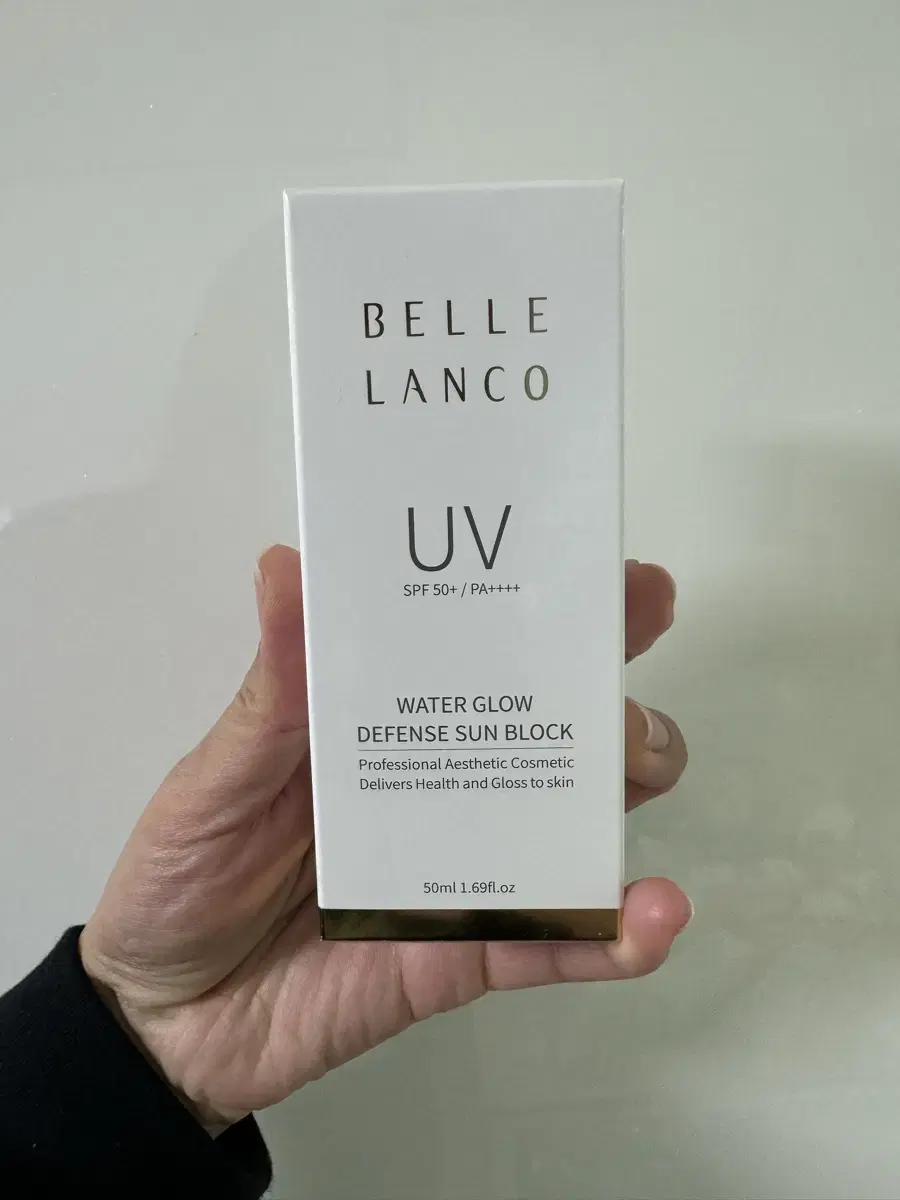 BELLE
LANCO
UV
SPF 50+ / PA++++
WATER GLOW
DEFENSE SUN BLOCK
Professional Aesthetic Cosmetic
Delivers Health and Gloss to skin
50ml 1.69fl.oz